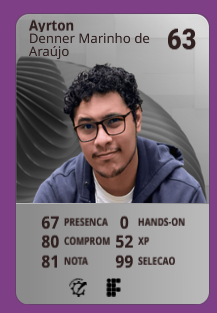 Ayrton
Denner Marinho de
Araújo
63
67 PRESENCA 0 HANDS-ON
80 COMPROM 52 XP
81 NOTA 99 SELECAO